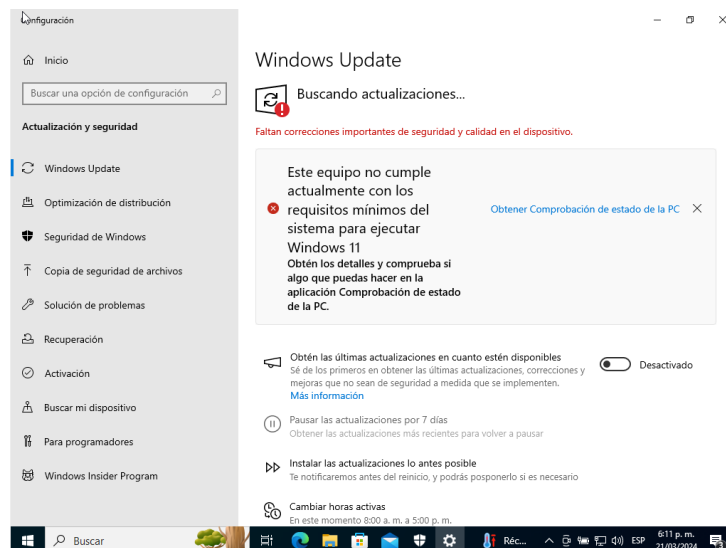 Configuración
Inicio
Buscar una opción de configuración
Actualización y seguridad
Windows Update
Optimización de distribución
Seguridad de Windows
Copia de seguridad de archivos
Solución de problemas
Recuperación
Activación
Buscar mi dispositivo
Para programadores
Windows Insider Program
Windows Update
Buscando actualizaciones...
Faltan correcciones importantes de seguridad y calidad en el dispositivo.
Este equipo no cumple
actualmente con los
requisitos mínimos del
sistema para ejecutar
Windows 11
Obtén los detalles y comprueba si
algo que puedas hacer en la
aplicación Comprobación de estado
de la PC.
Obtener Comprobación de estado de la PC
Obtén las últimas actualizaciones en cuanto estén disponibles
Sé de los primeros en obtener las últimas actualizaciones, correcciones y
mejoras que no sean de seguridad a medida que se implementen.
Más información
Desactivado
Pausar las actualizaciones por 7 días
Obtener las actualizaciones más recientes para volver a pausar
Instalar las actualizaciones lo antes posible
Te notificaremos antes del reinicio, y podrás posponerlo si es necesario
Cambiar horas activas
En este momento 8:00 a. m. a 5:00 p. m.
Buscar
Réc...
ESP
6:11 p. m.
21/03/2024